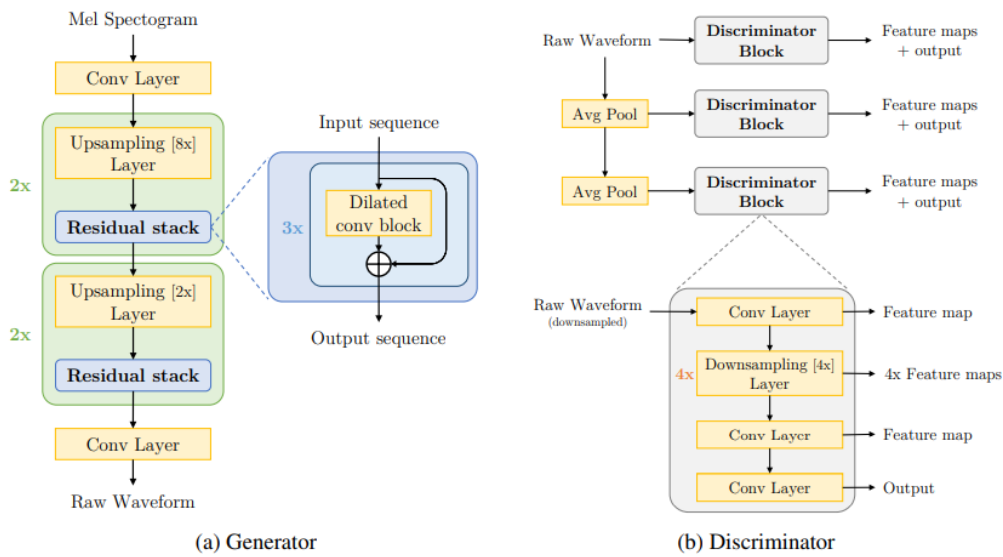 Mel Spectogram
Conv Layer
2x
Upsampling [8x]
Layer
Residual stack
2x
Upsampling [2x]
Layer
Residual stack
Conv Layer
Raw Waveform
Input sequence
3x
Dilated
conv block
Output sequence
(a) Generator
Raw Waveform
Discriminator
Block
Feature maps
+ output
Avg Pool
Discriminator
Block
Feature maps
+ output
Avg Pool
Discriminator
Block
Feature maps
+ output
Raw Waveform
(downsampled)
Conv Layer
Feature map
4x
Downsampling [4x]
Layer
4x Feature maps
Conv Layer
Feature map
Conv Layer
Output
(b) Discriminator